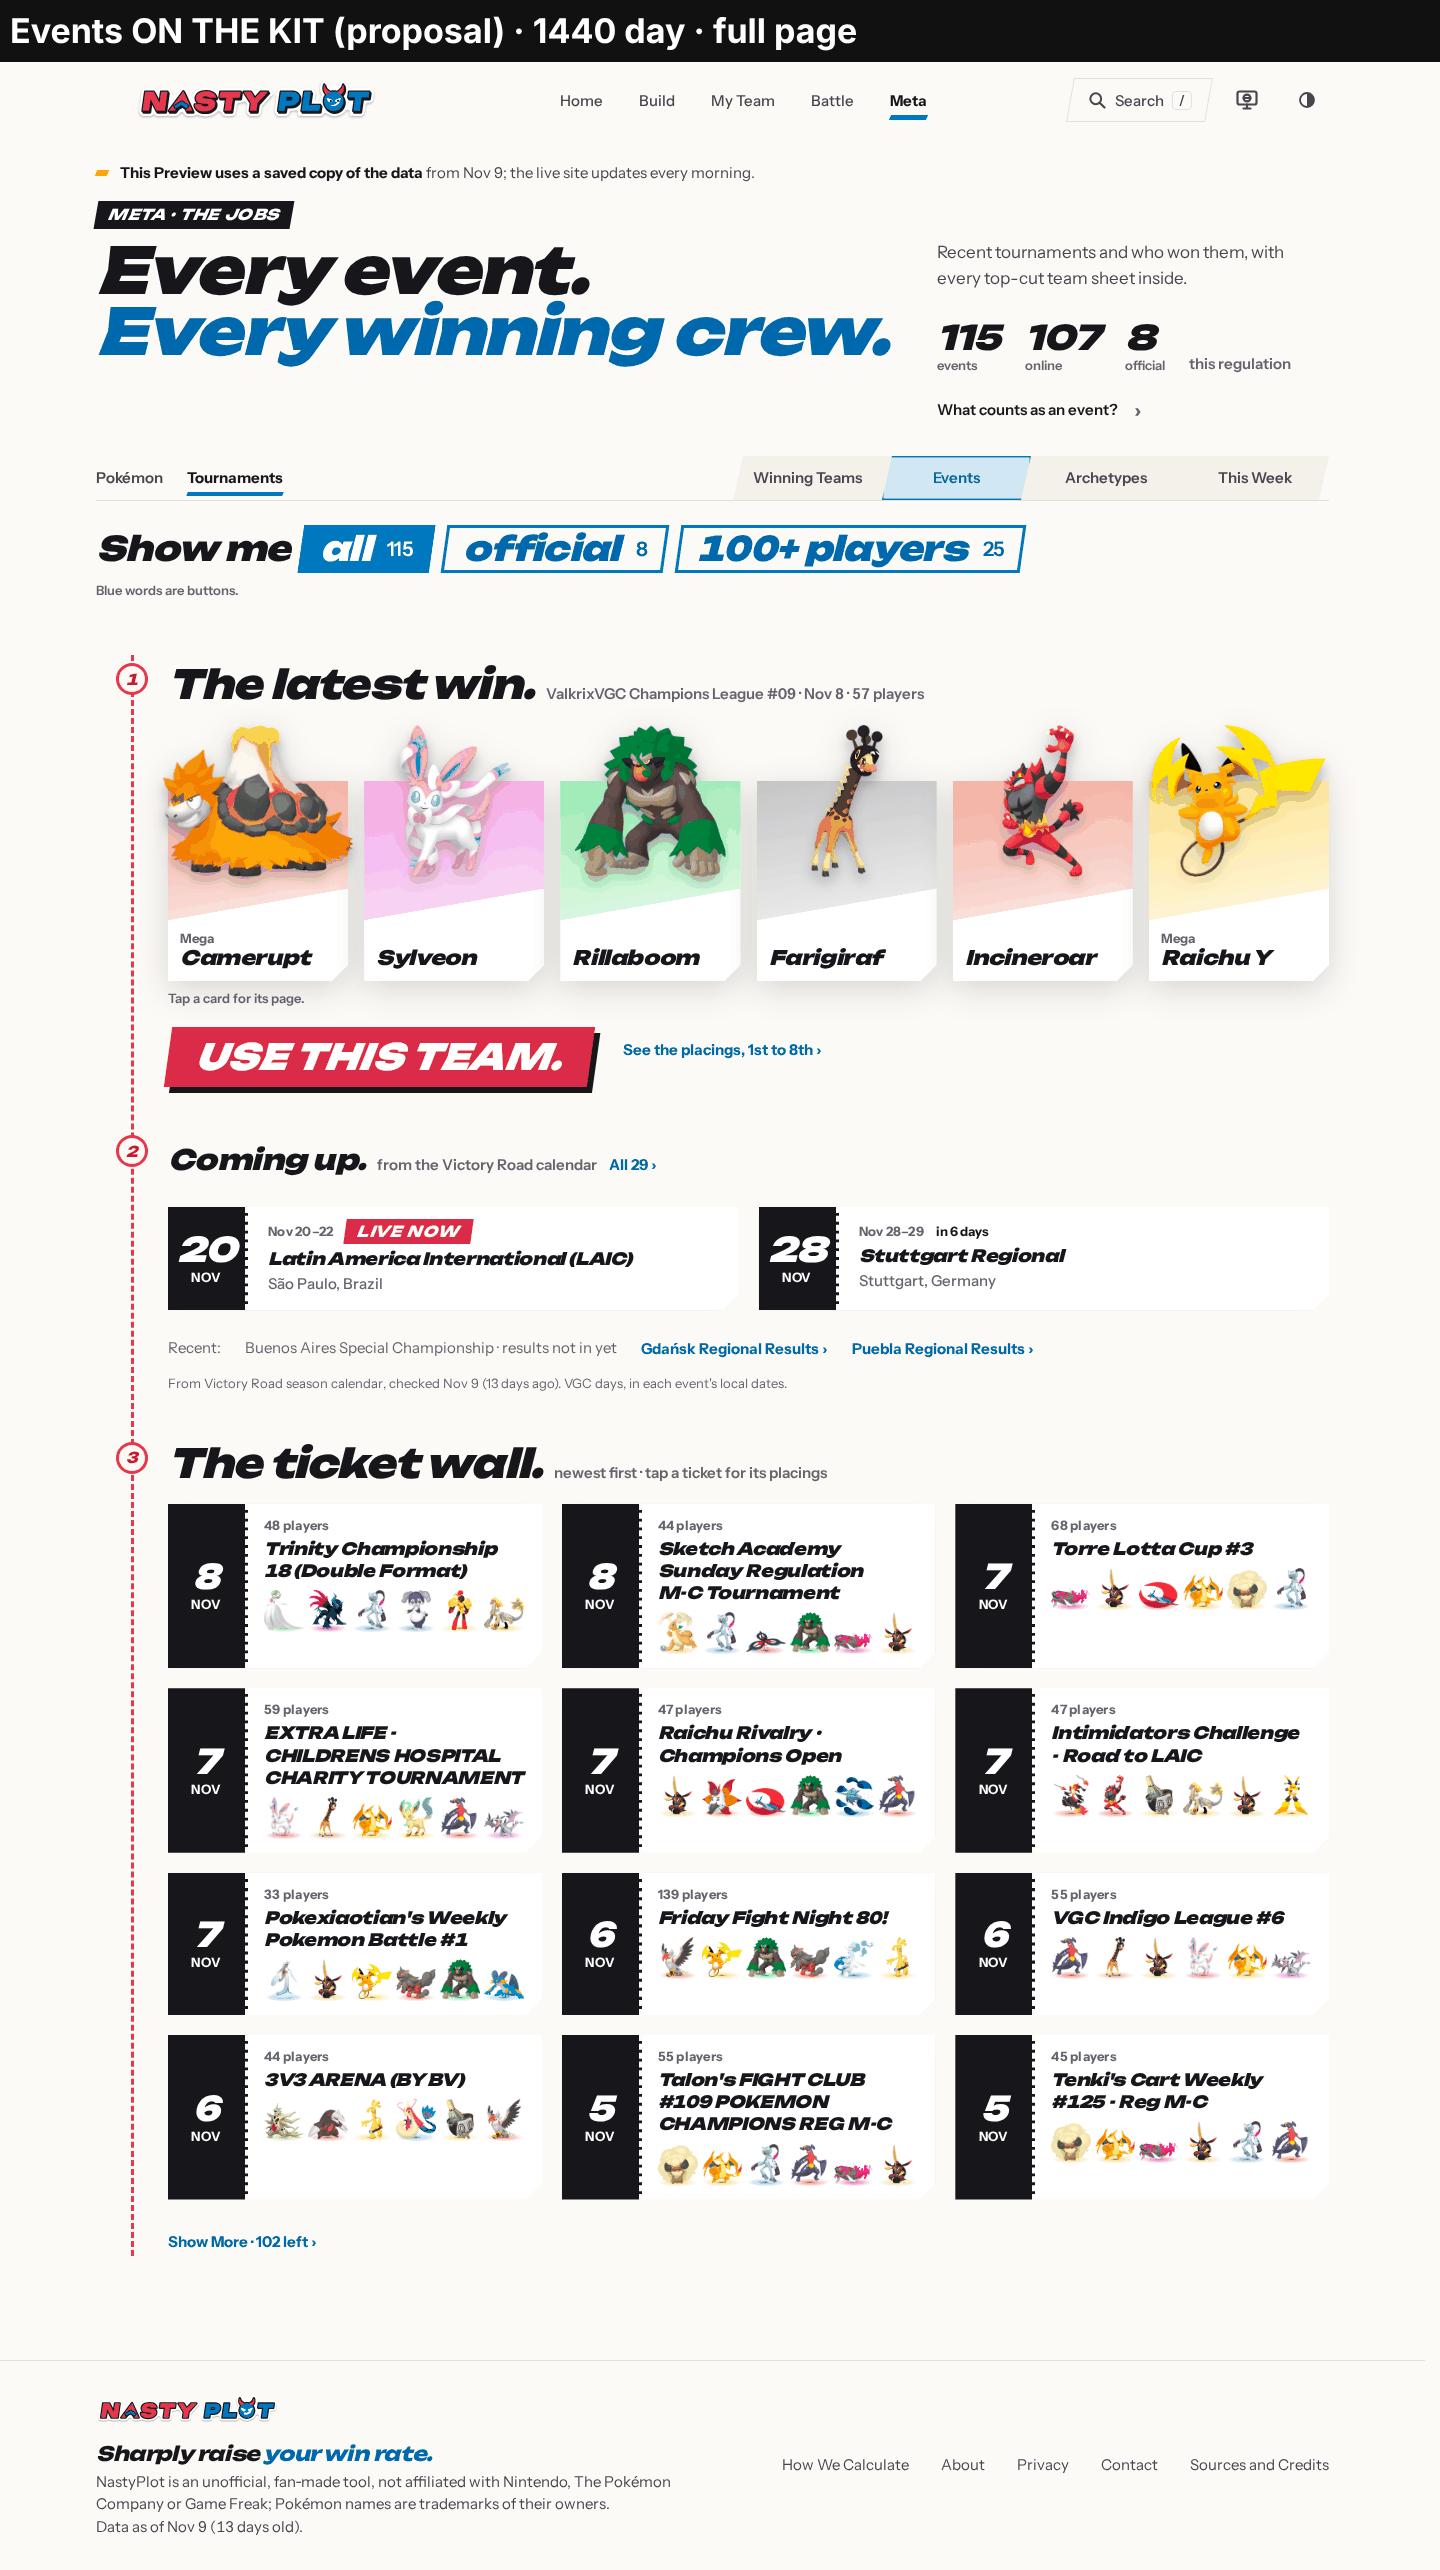 Events ON THE KIT (proposal) · 1440 day · full page
NASTY PLOT
Home Build My Team Battle Meta
Search /
This Preview uses a saved copy of the data from Nov 9; the live site updates every morning.
META · THE JOBS
Every event.
Every winning crew.
Recent tournaments and who won them, with
every top-cut team sheet inside.
115 107 8
events online official this regulation
What counts as an event? ›
Pokémon Tournaments
Winning Teams Events Archetypes This Week
Show me all 115 official 8 100+ players 25
Blue words are buttons.
1
The latest win. ValkrixVGC Champions League #09 · Nov 8 · 57 players
Mega
Camerupt
Sylveon
Rillaboom
Farigiraf
Incineroar
Mega
Raichu Y
Tap a card for its page.
USE THIS TEAM.
See the placings, 1st to 8th ›
2
Coming up. from the Victory Road calendar All 29 ›
20
NOV
Nov 20–22 LIVE NOW
Latin America International (LAIC)
São Paulo, Brazil
28
NOV
Nov 28–29 in 6 days
Stuttgart Regional
Stuttgart, Germany
Recent: Buenos Aires Special Championship · results not in yet Gdańsk Regional Results › Puebla Regional Results ›
From Victory Road season calendar, checked Nov 9 (13 days ago). VGC days, in each event's local dates.
3
The ticket wall. newest first · tap a ticket for its placings
8
NOV
48 players
Trinity Championship
18 (Double Format)
8
NOV
44 players
Sketch Academy
Sunday Regulation
M-C Tournament
7
NOV
68 players
Torre Lotta Cup #3
7
NOV
59 players
EXTRA LIFE -
CHILDRENS HOSPITAL
CHARITY TOURNAMENT
7
NOV
47 players
Raichu Rivalry ·
Champions Open
7
NOV
47 players
Intimidators Challenge
- Road to LAIC
7
NOV
33 players
Pokexiaotian's Weekly
Pokemon Battle #1
6
NOV
139 players
Friday Fight Night 80!
6
NOV
55 players
VGC Indigo League #6
6
NOV
44 players
3V3 ARENA (BY BV)
5
NOV
55 players
Talon's FIGHT CLUB
#109 POKEMON
CHAMPIONS REG M-C
5
NOV
45 players
Tenki's Cart Weekly
#125 - Reg M-C
Show More · 102 left ›
NASTY PLOT
Sharply raise your win rate.
NastyPlot is an unofficial, fan-made tool, not affiliated with Nintendo, The Pokémon
Company or Game Freak; Pokémon names are trademarks of their owners.
Data as of Nov 9 (13 days old).
How We Calculate About Privacy Contact Sources and Credits